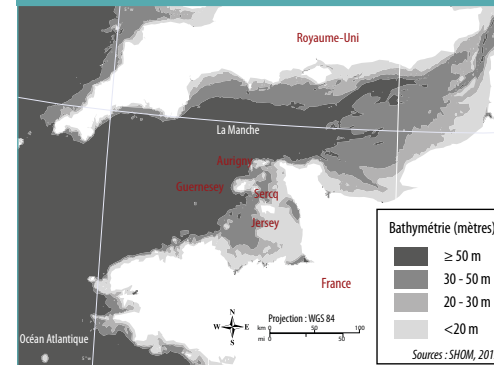 Royaume-Uni
La Manche
Aurigny
Guernesey
Sercq
Jersey
France
Océan Atlantique
N
W E
S
Projection : WGS 84
km 0 50 100
mi 0 50
Bathymétrie (mètres)
≥ 50 m
30 - 50 m
20 - 30 m
<20 m
Sources : SHOM, 201